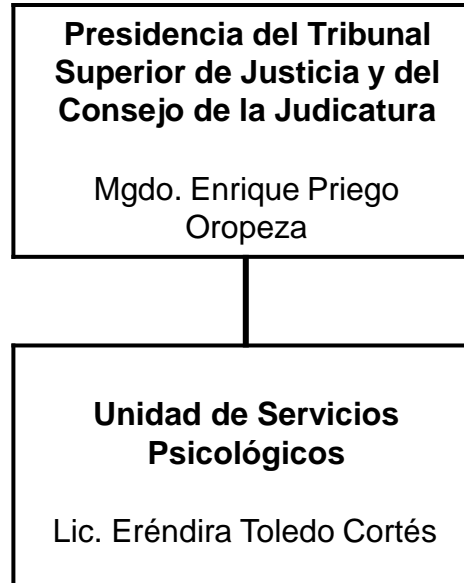 Presidencia del Tribunal
Superior de Justicia y del
Consejo de la Judicatura
Mgdo. Enrique Priego
Oropeza
Unidad de Servicios
Psicológicos
Lic. Eréndira Toledo Cortés